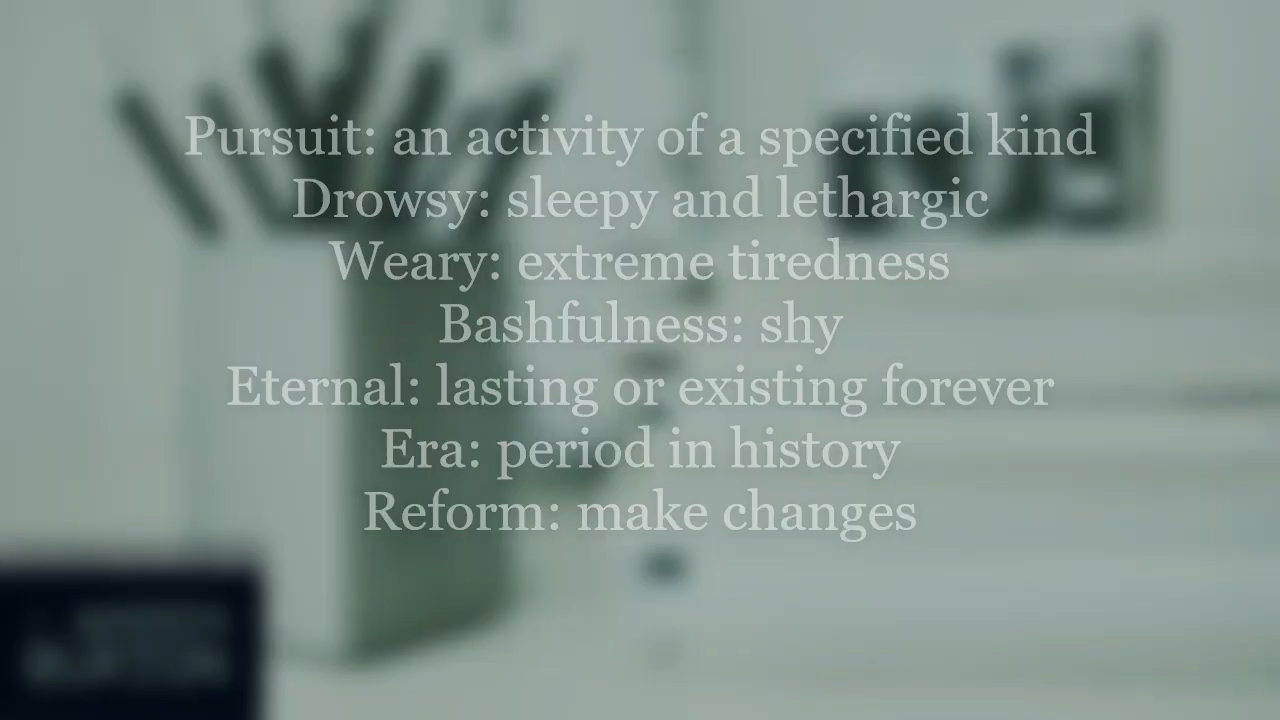 Pursuit: an activity of a specified kind
Drowsy: sleepy and lethargic
Weary: extreme tiredness
Bashfulness: shy
Eternal: lasting or existing forever
Era: period in history
Reform: make changes